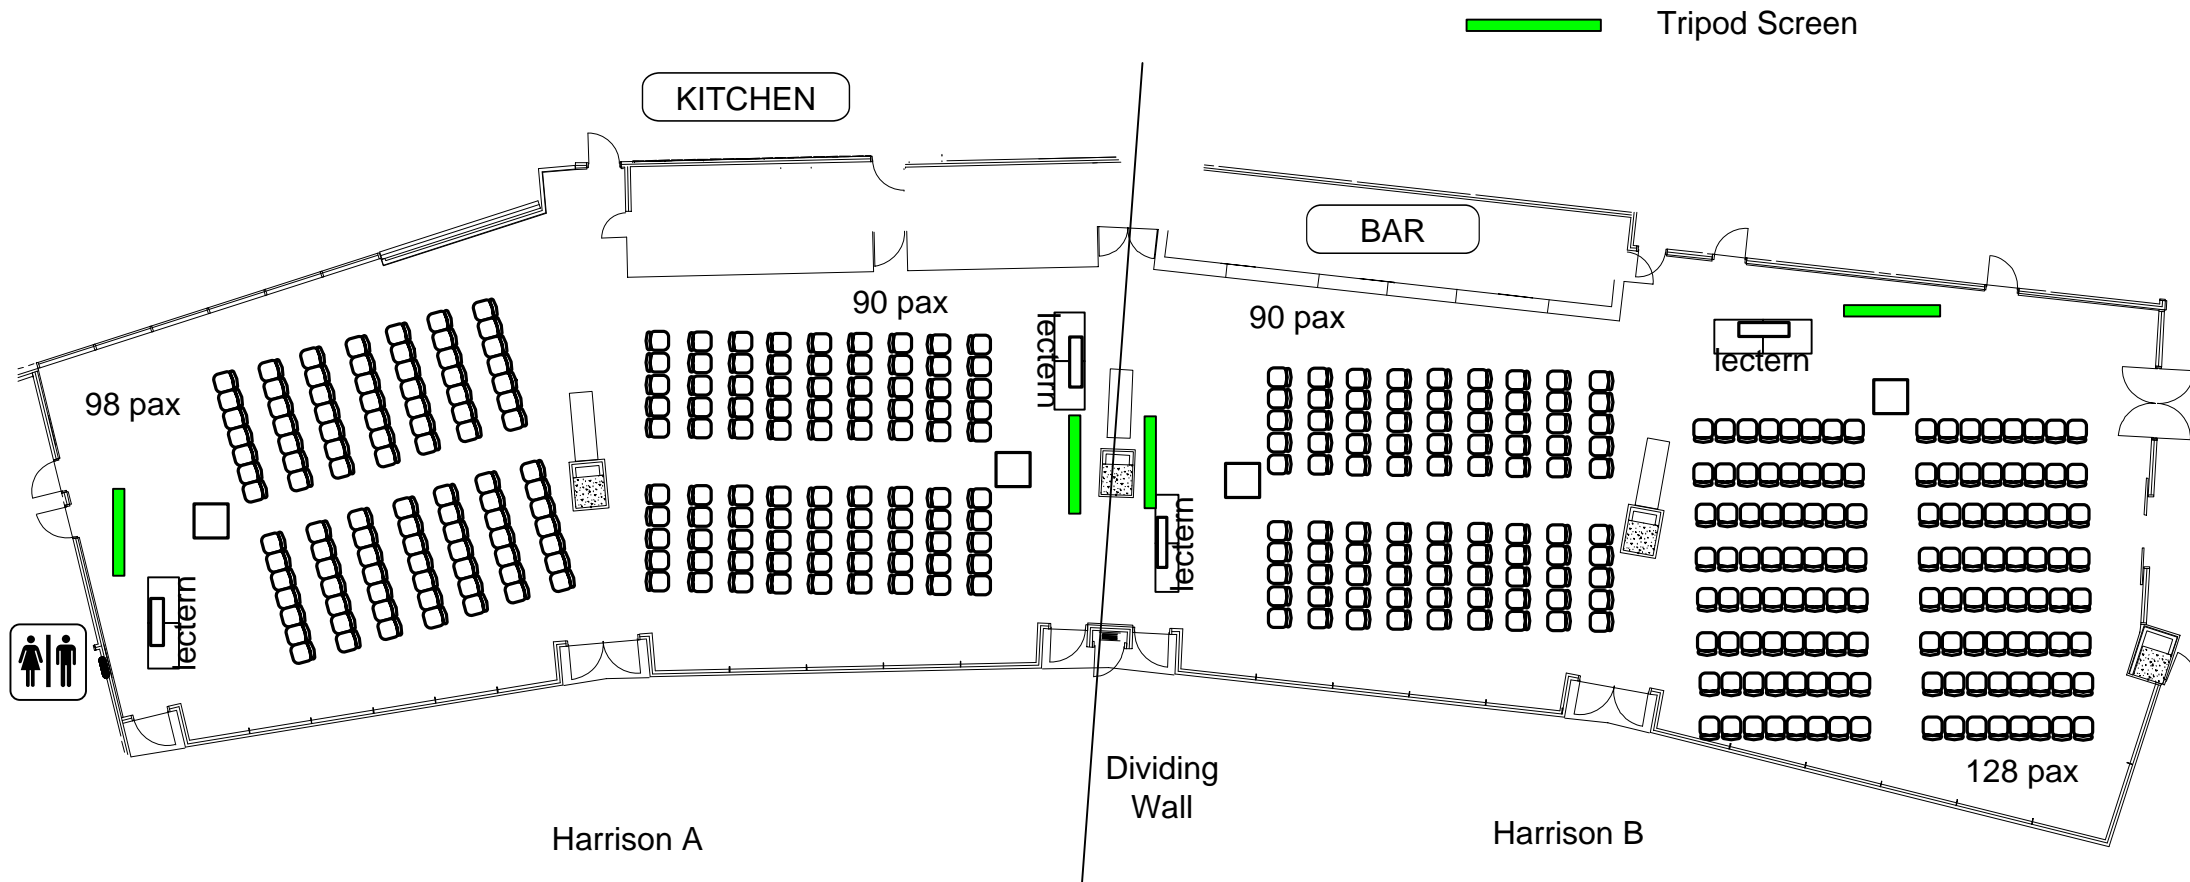 Tripod Screen
KITCHEN
BAR
90 pax
90 pax
lectern
lectern
98 pax
lectern
lectern
128 pax
Dividing
Wall
Harrison A
Harrison B